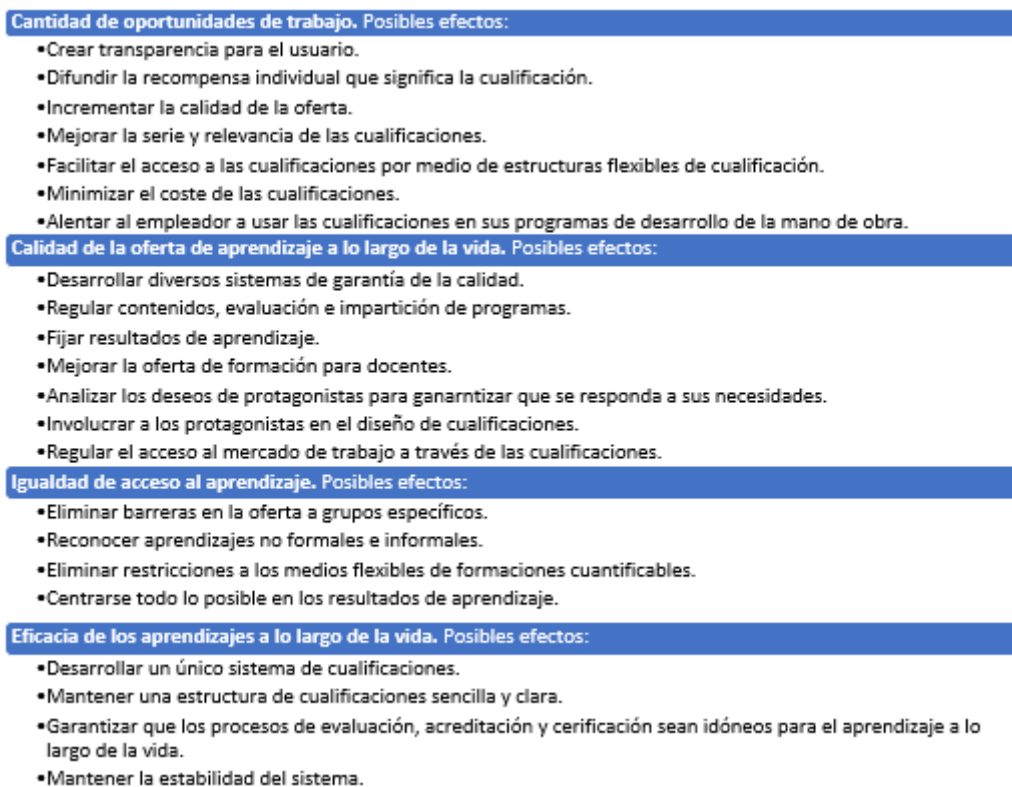 Cantidad de oportunidades de trabajo. Posibles efectos:
•Crear transparencia para el usuario.
•Difundir la recompensa individual que significa la cualificación.
•Incrementar la calidad de la oferta.
•Mejorar la serie y relevancia de las cualificaciones.
•Facilitar el acceso a las cualificaciones por medio de estructuras flexibles de cualificación.
•Minimizar el coste de las cualificaciones.
•Alentar al empleador a usar las cualificaciones en sus programas de desarrollo de la mano de obra.
Calidad de la oferta de aprendizaje a lo largo de la vida. Posibles efectos:
•Desarrollar diversos sistemas de garantía de la calidad.
•Regular contenidos, evaluación e impartición de programas.
•Fijar resultados de aprendizaje.
•Mejorar la oferta de formación para docentes.
•Analizar los deseos de protagonistas para ganarntizar que se responda a sus necesidades.
•Involucrar a los protagonistas en el diseño de cualificaciones.
•Regular el acceso al mercado de trabajo a través de las cualificaciones.
Igualdad de acceso al aprendizaje. Posibles efectos:
•Eliminar barreras en la oferta a grupos específicos.
•Reconocer aprendizajes no formales e informales.
•Eliminar restricciones a los medios flexibles de formaciones cuantificables.
•Centrarse todo lo posible en los resultados de aprendizaje.
Eficacia de los aprendizajes a lo largo de la vida. Posibles efectos:
•Desarrollar un único sistema de cualificaciones.
•Mantener una estructura de cualificaciones sencilla y clara.
•Garantizar que los procesos de evaluación, acreditación y cerificación sean idóneos para el aprendizaje a lo
largo de la vida.
•Mantener la estabilidad del sistema.